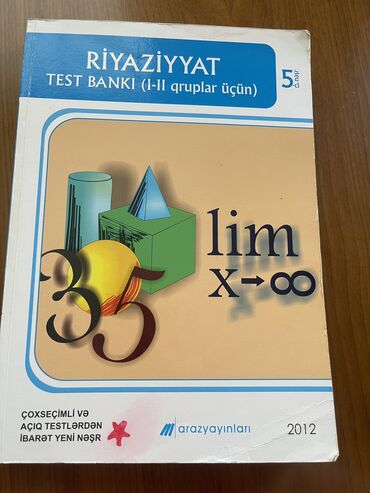 RİYAZİYYAT
TEST BANKI (I-II qruplar üçün)
5
lim
x→∞
35
ÇOXSEÇİMLİ VƏ
AÇIQ TESTLƏRDƏN
İBARƏT YENİ NƏŞR
arazyayınları
2012